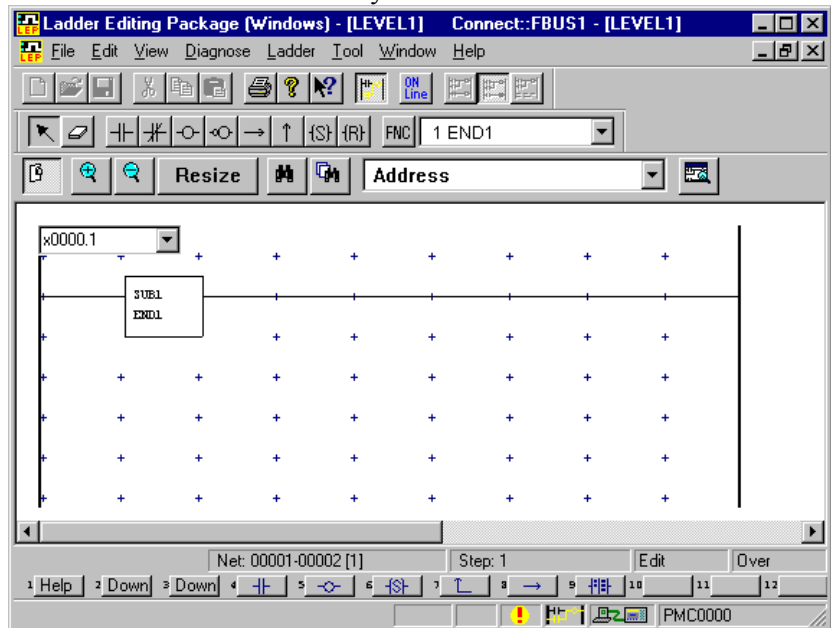 Ladder Editing Package (Windows) - [LEVEL1] Connect::FBUS1 - [LEVEL1]
File Edit View Diagnose Ladder Tool Window Help
ON
Line
{S} {R} FNC 1 END1
Resize Address
x0000.1
SUB1
END1
Net: 00001-00002 [1] Step: 1 Edit Over
1 Help 2 Down 3 Down 4 5 6 {S} 7 8 9 10 11 12
PMC0000